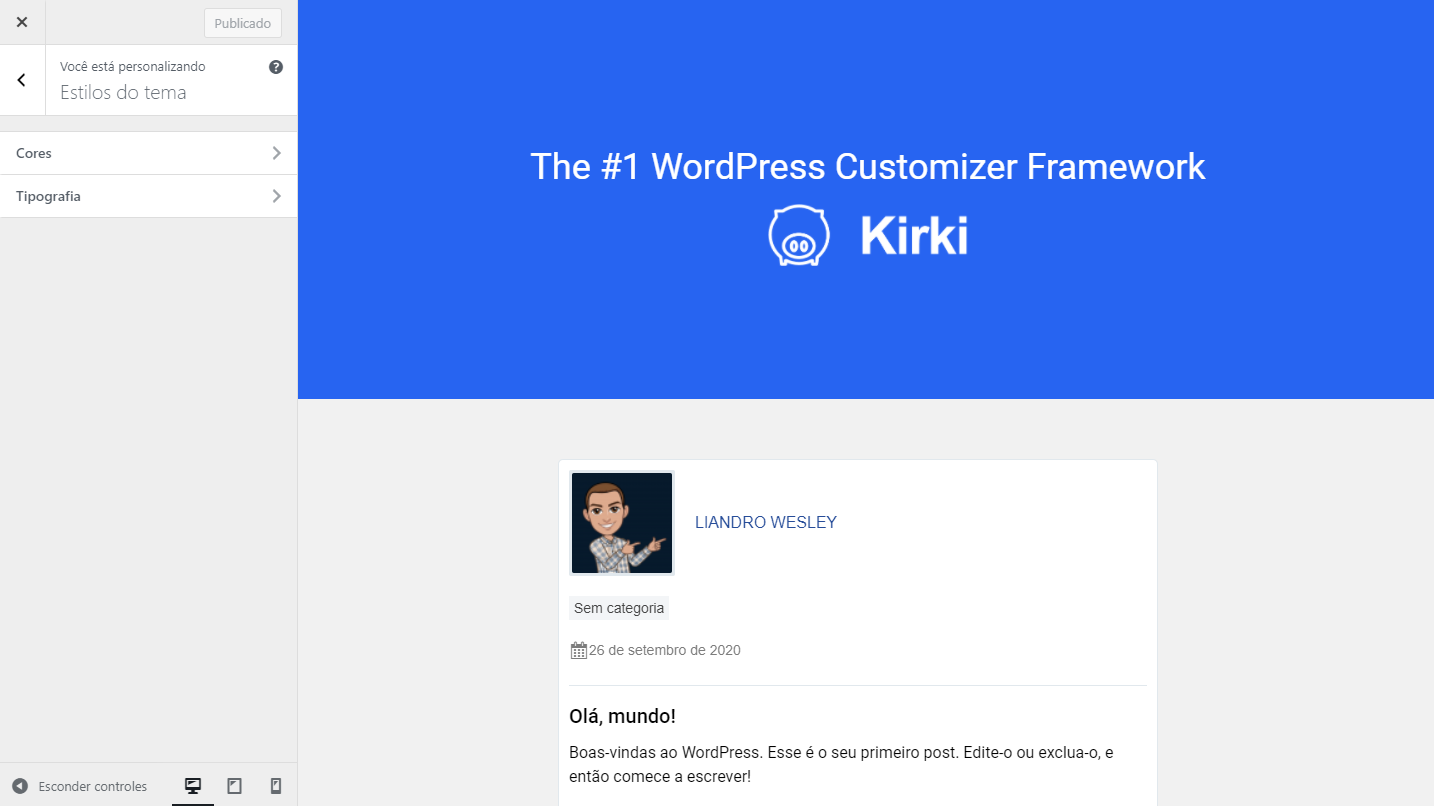 Publicado
Você está personalizando
Estilos do tema
Cores
Tipografia
Esconder controles
The #1 WordPress Customizer Framework
Kirki
LIANDRO WESLEY
Sem categoria
26 de setembro de 2020
Olá, mundo!
Boas-vindas ao WordPress. Esse é o seu primeiro post. Edite-o ou exclua-o, e
então comece a escrever!